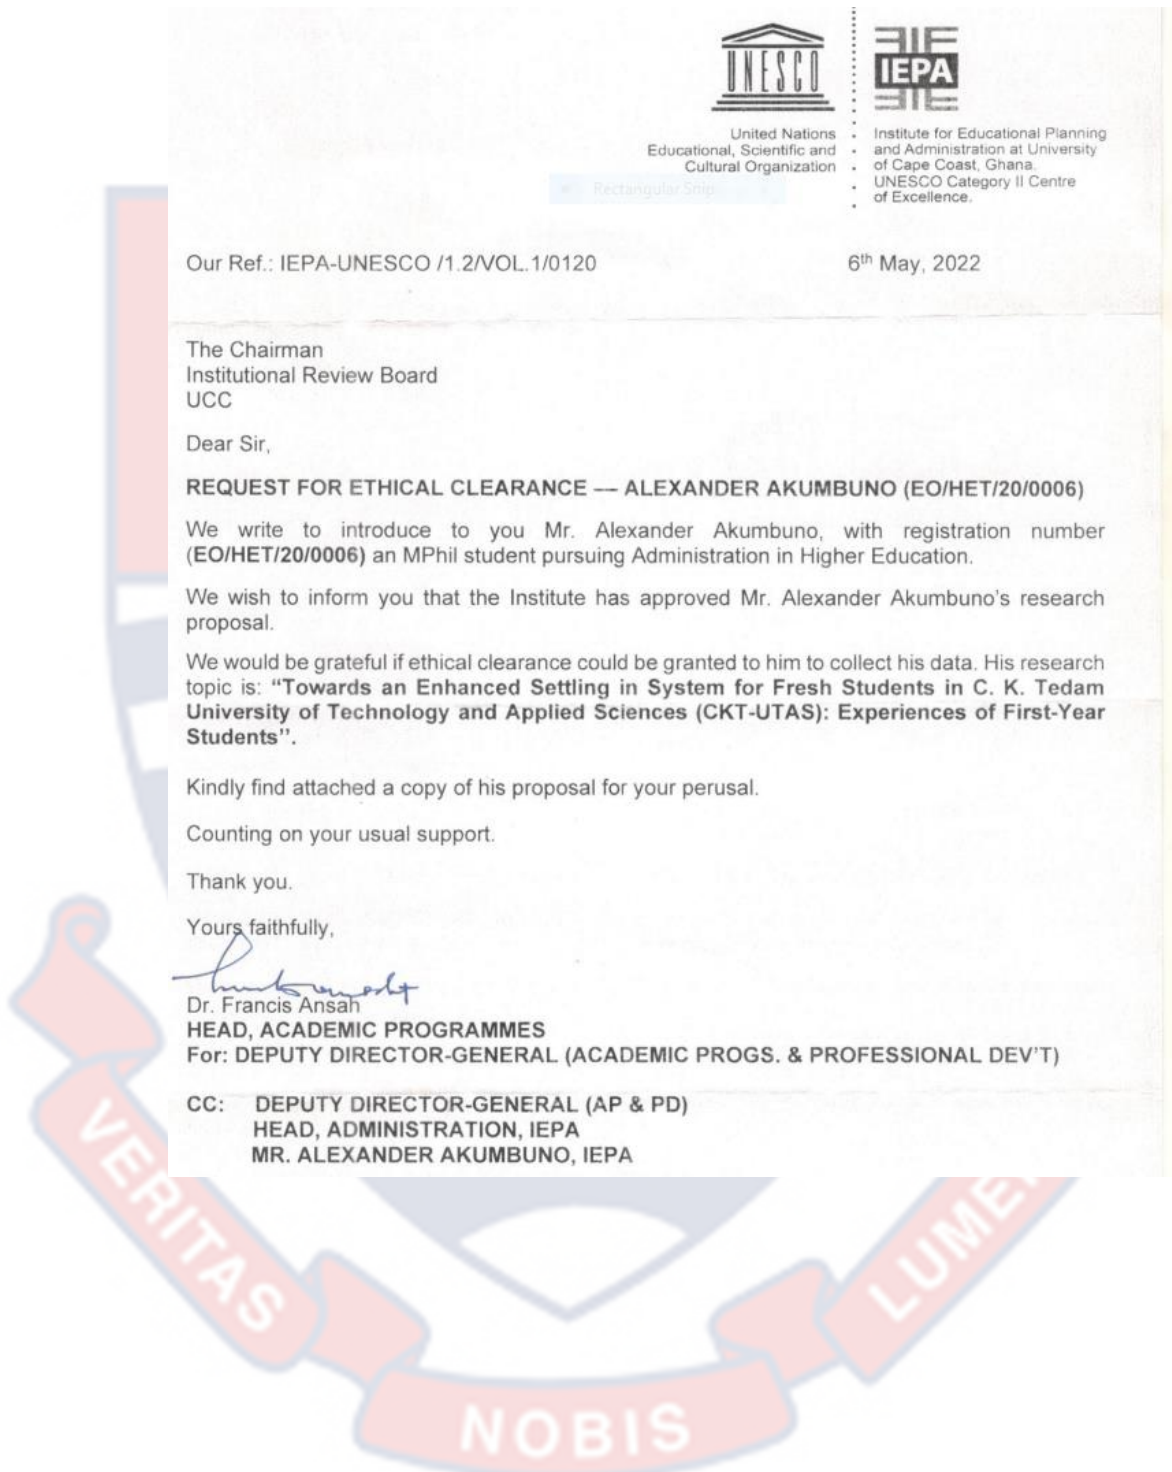 UNESCO
United Nations
Educational, Scientific and
Cultural Organization
IEPA
Institute for Educational Planning
and Administration at University
of Cape Coast, Ghana.
UNESCO Category II Centre
of Excellence.
Rectangular Snip
Our Ref.: IEPA-UNESCO /1.2/VOL.1/0120
6th May, 2022
The Chairman
Institutional Review Board
UCC
Dear Sir,
REQUEST FOR ETHICAL CLEARANCE –– ALEXANDER AKUMBUNO (EO/HET/20/0006)
We write to introduce to you Mr. Alexander Akumbuno, with registration number
(EO/HET/20/0006) an MPhil student pursuing Administration in Higher Education.
We wish to inform you that the Institute has approved Mr. Alexander Akumbuno's research
proposal.
We would be grateful if ethical clearance could be granted to him to collect his data. His research
topic is: "Towards an Enhanced Settling in System for Fresh Students in C. K. Tedam
University of Technology and Applied Sciences (CKT-UTAS): Experiences of First-Year
Students".
Kindly find attached a copy of his proposal for your perusal.
Counting on your usual support.
Thank you.
Yours faithfully,
Dr. Francis Ansah
HEAD, ACADEMIC PROGRAMMES
For: DEPUTY DIRECTOR-GENERAL (ACADEMIC PROGS. & PROFESSIONAL DEV'T)
CC: DEPUTY DIRECTOR-GENERAL (AP & PD)
HEAD, ADMINISTRATION, IEPA
MR. ALEXANDER AKUMBUNO, IEPA
VERITAS
NOBIS